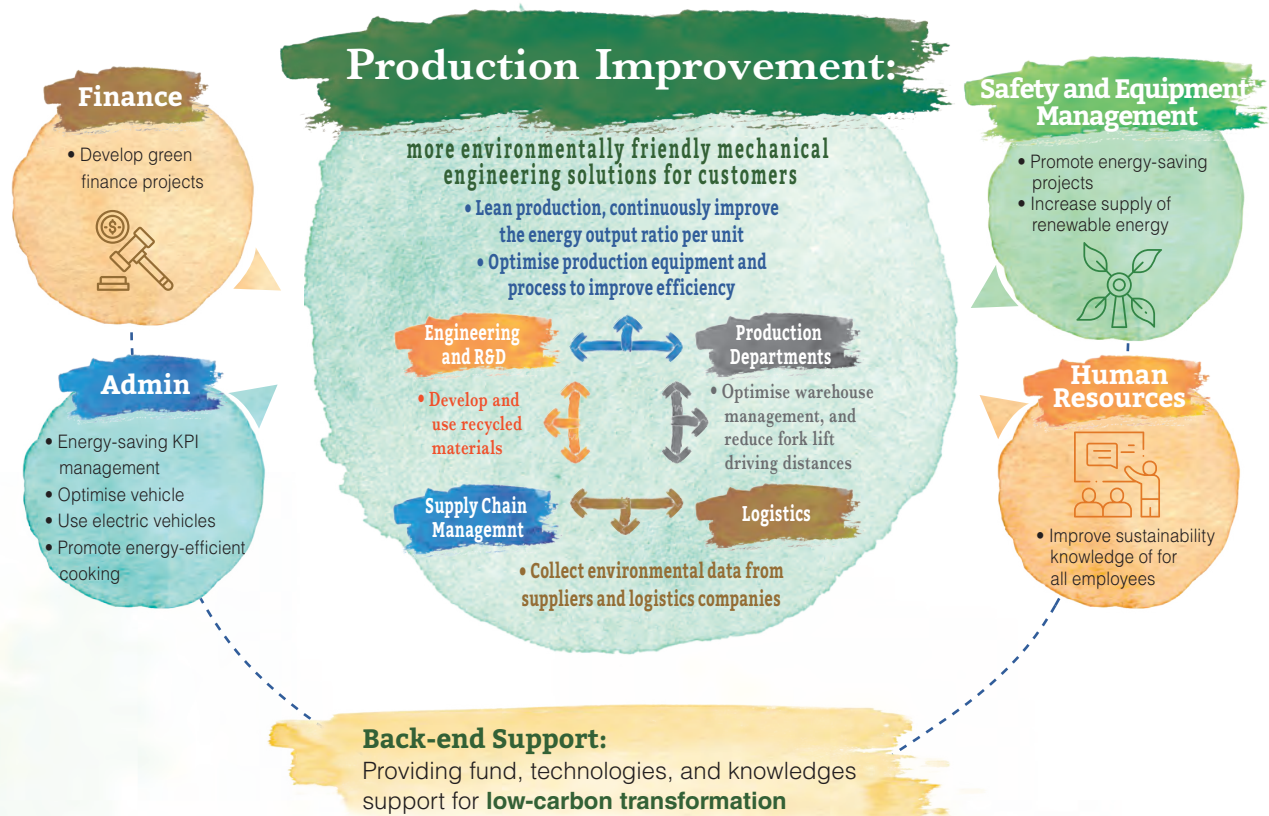 Production Improvement:
more environmentally friendly mechanical
engineering solutions for customers
• Lean production, continuously improve
the energy output ratio per unit
• Optimise production equipment and
process to improve efficiency
Engineering
and R&D
• Develop and
use recycled
materials
Production
Departments
• Optimise warehouse
management, and
reduce fork lift
driving distances
Supply Chain
Managemnt
Logistics
• Collect environmental data from
suppliers and logistics companies
Finance
• Develop green
finance projects
-$-
Admin
• Energy-saving KPI
management
• Optimise vehicle
• Use electric vehicles
• Promote energy-efficient
cooking
Safety and Equipment
Management
• Promote energy-saving
projects
• Increase supply of
renewable energy
Human
Resources
• Improve sustainability
knowledge of for
all employees
Back-end Support:
Providing fund, technologies, and knowledges
support for low-carbon transformation